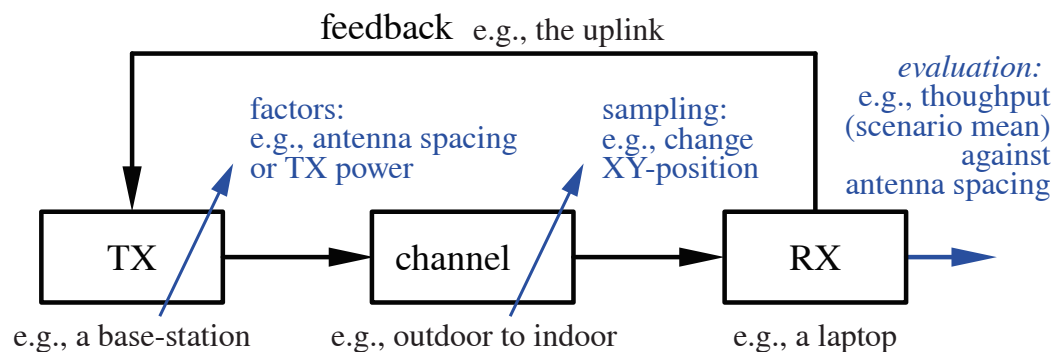 feedback e.g., the uplink
factors:
e.g., antenna spacing
or TX power
sampling:
e.g., change
XY-position
evaluation:
e.g., thoughput
(scenario mean)
against
antenna spacing
TX
channel
RX
e.g., a base-station
e.g., outdoor to indoor
e.g., a laptop